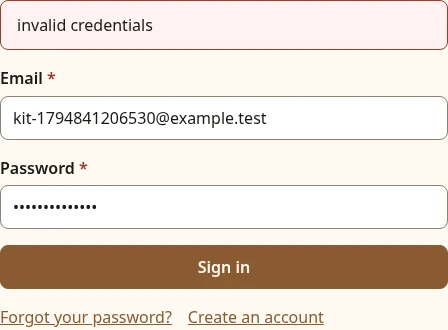 invalid credentials
Email *
kit-1794841206530@example.test
Password *
••••••••••••••
Sign in
Forgot your password? Create an account